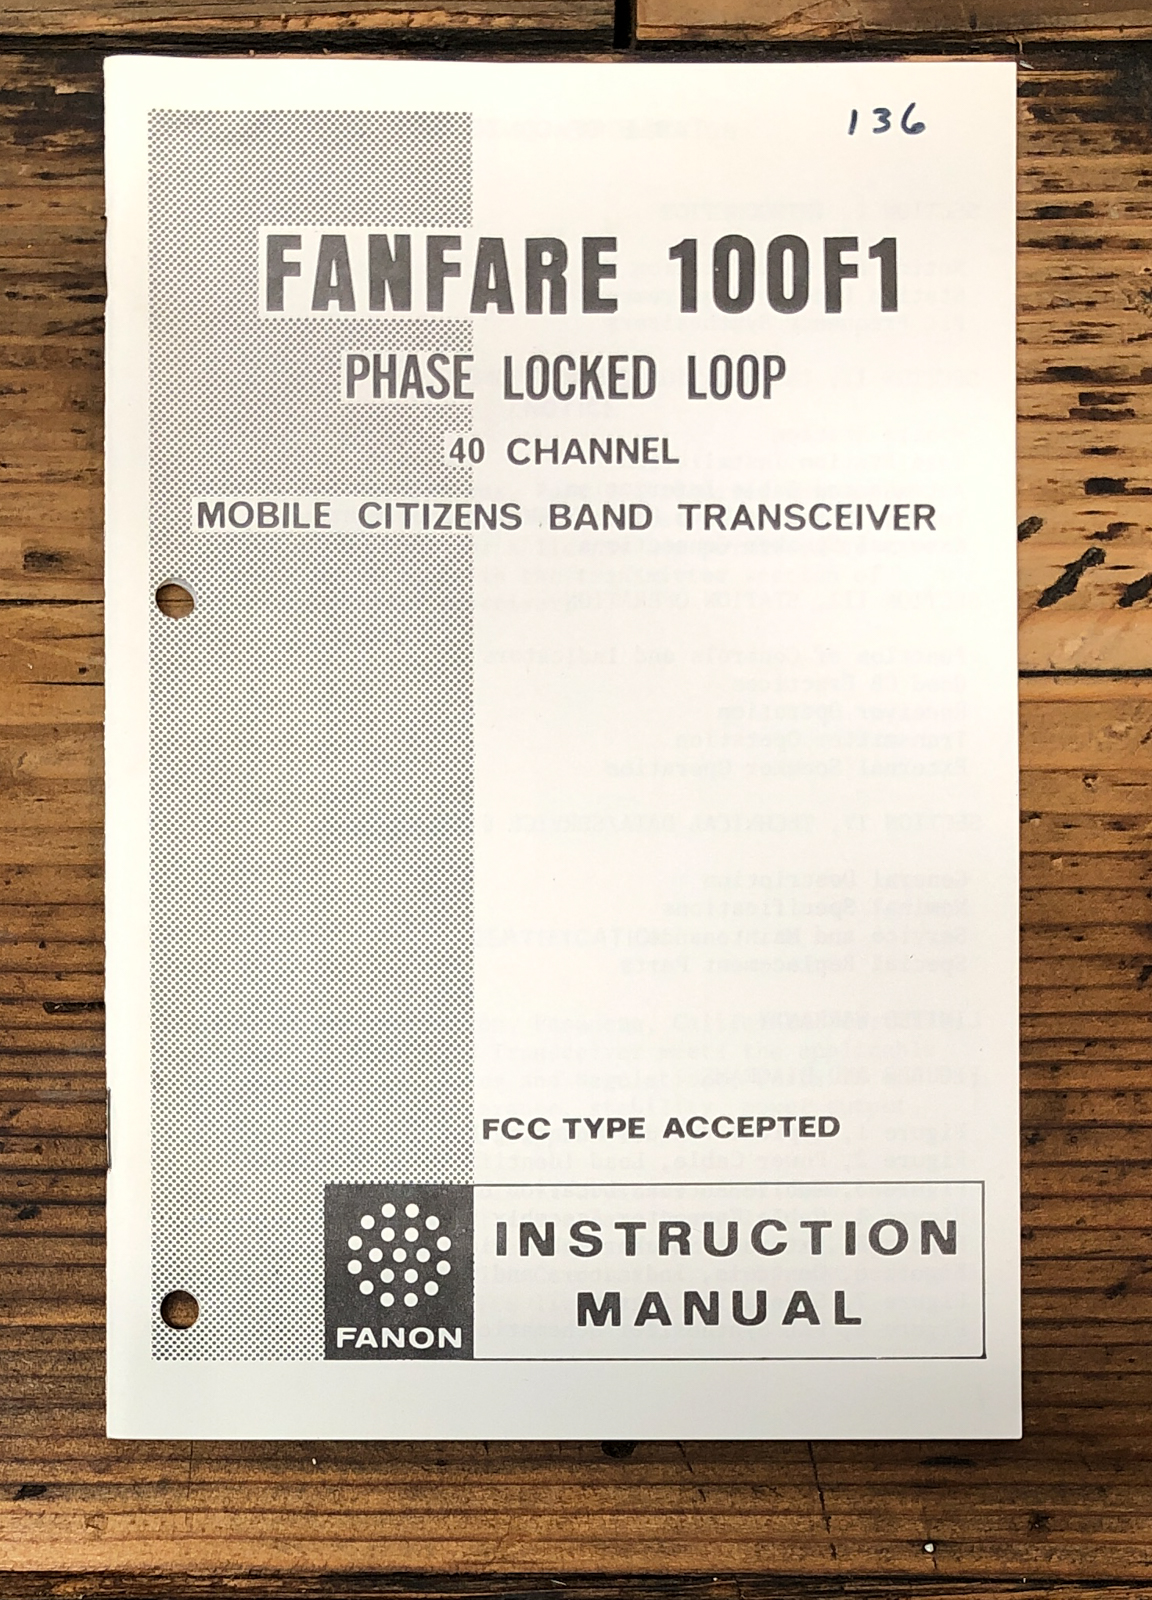 136
FANFARE 100F1
PHASE LOCKED LOOP
40 CHANNEL
MOBILE CITIZENS BAND TRANSCEIVER
FCC TYPE ACCEPTED
INSTRUCTION
MANUAL
FANON